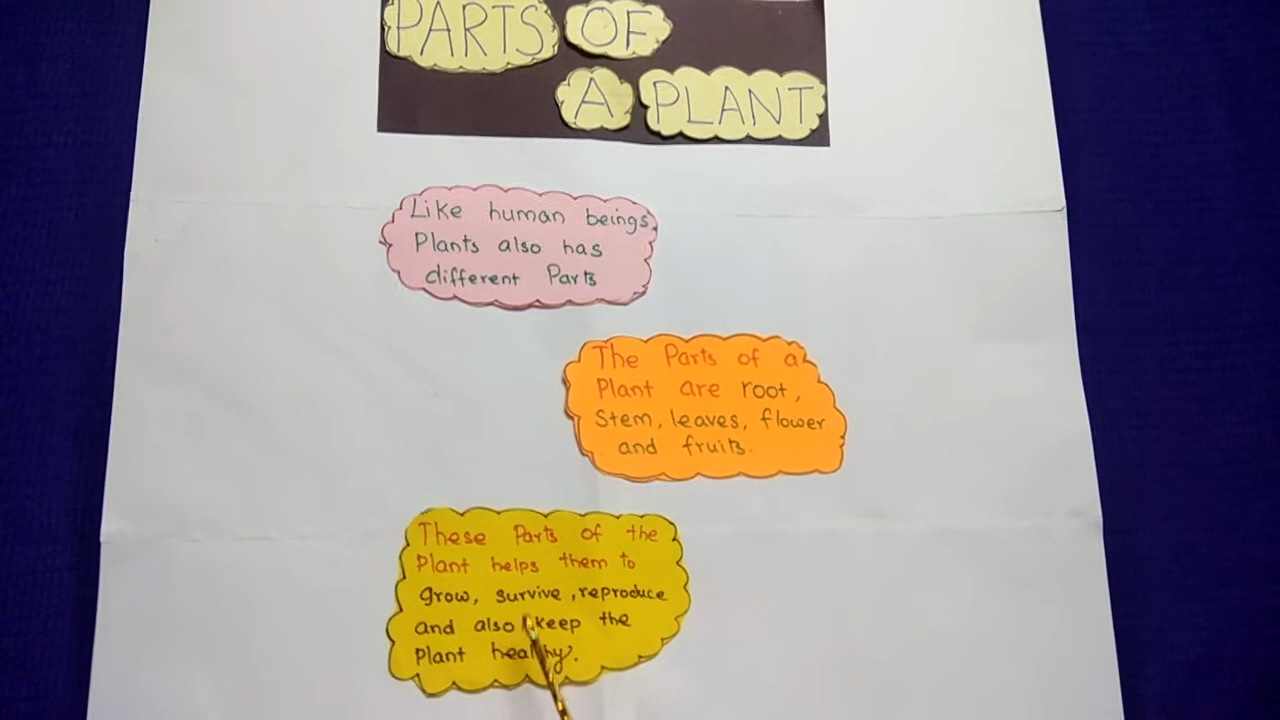 PARTS OF
A PLANT
Like human beings,
Plants also has
different Parts
The Parts of a
Plant are root,
Stem, leaves, flower
and fruits.
These Parts of the
Plant helps them to
grow, survive, reproduce
and also keep the
Plant healthy.